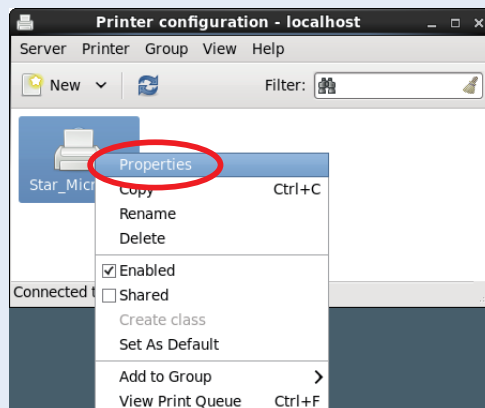 Printer configuration - localhost
Server Printer Group View Help
New Filter:
Properties
Star_Micr
Copy Ctrl+C
Rename
Delete
Enabled
Connected t
Shared
Create class
Set As Default
Add to Group
View Print Queue Ctrl+F